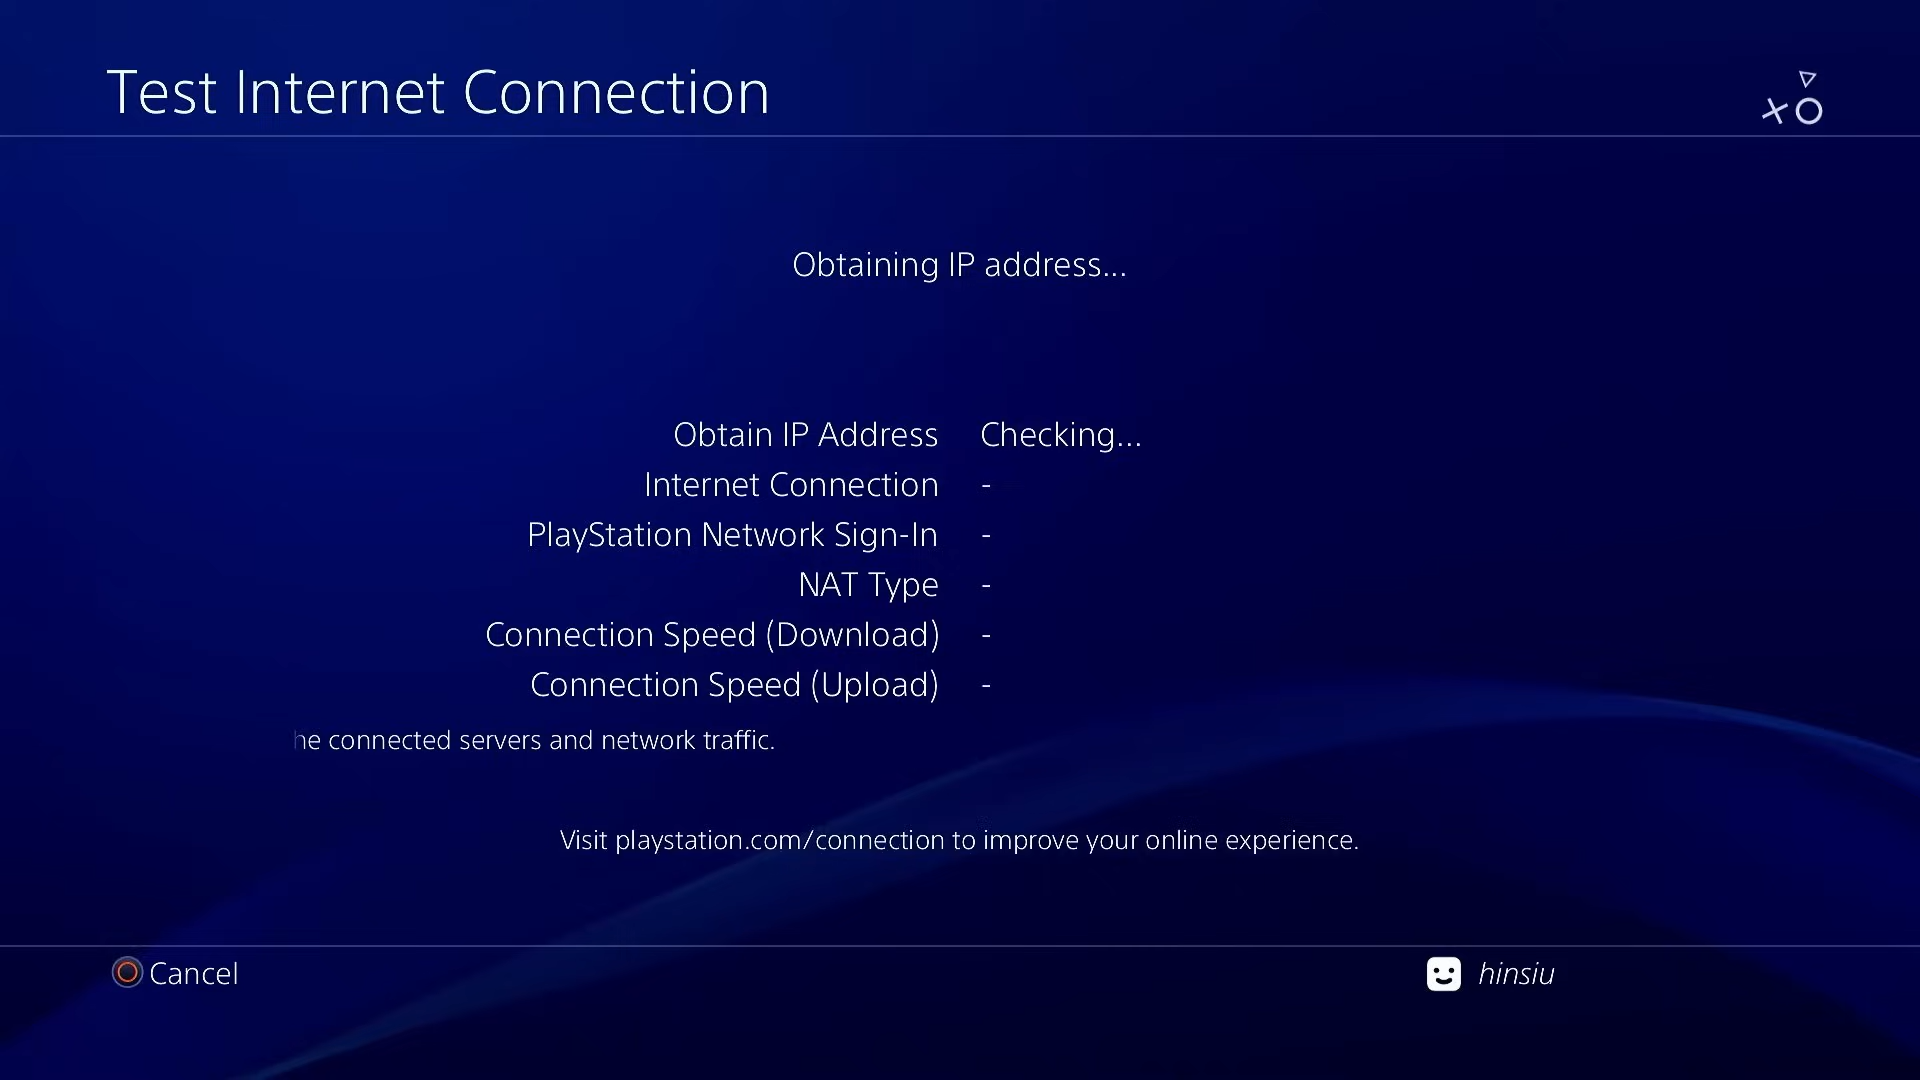 Test Internet Connection
Obtaining IP address...
Obtain IP Address Checking...
Internet Connection -
PlayStation Network Sign-In -
NAT Type -
Connection Speed (Download) -
Connection Speed (Upload) -
he connected servers and network traffic.
Visit playstation.com/connection to improve your online experience.
Cancel
hinsiu